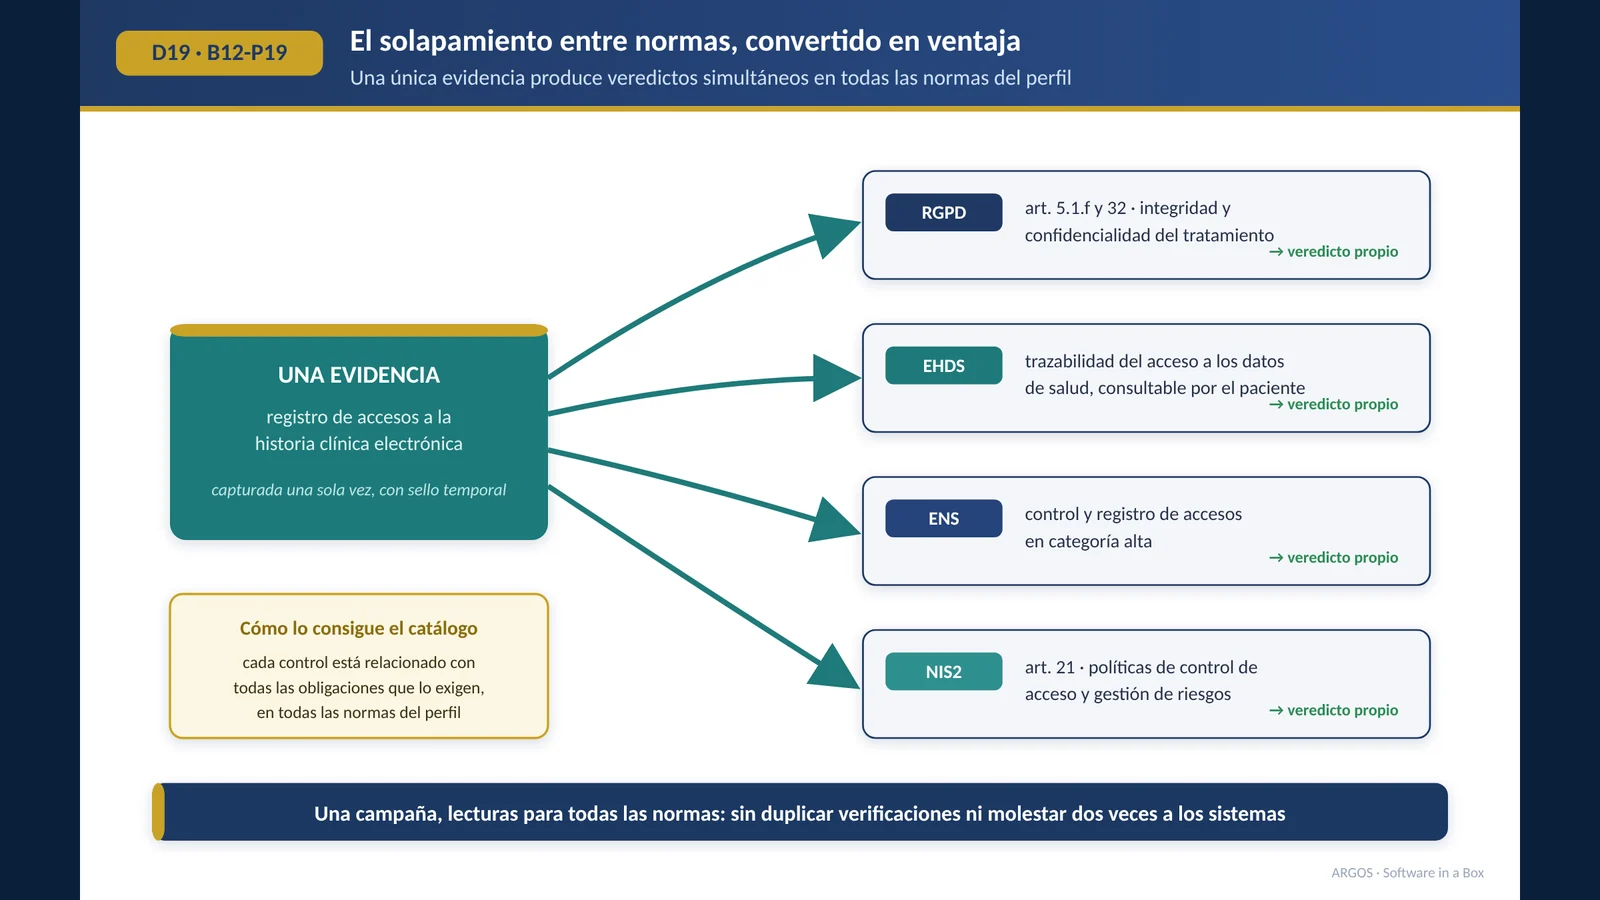 D19 · B12-P19
El solapamiento entre normas, convertido en ventaja
Una única evidencia produce veredictos simultáneos en todas las normas del perfil
UNA EVIDENCIA
registro de accesos a la
historia clínica electrónica
capturada una sola vez, con sello temporal
Cómo lo consigue el catálogo
cada control está relacionado con
todas las obligaciones que lo exigen,
en todas las normas del perfil
RGPD
art. 5.1.f y 32 · integridad y
confidencialidad del tratamiento
→ veredicto propio
EHDS
trazabilidad del acceso a los datos
de salud, consultable por el paciente
→ veredicto propio
ENS
control y registro de accesos
en categoría alta
→ veredicto propio
NIS2
art. 21 · políticas de control de
acceso y gestión de riesgos
→ veredicto propio
Una campaña, lecturas para todas las normas: sin duplicar verificaciones ni molestar dos veces a los sistemas
ARGOS · Software in a Box